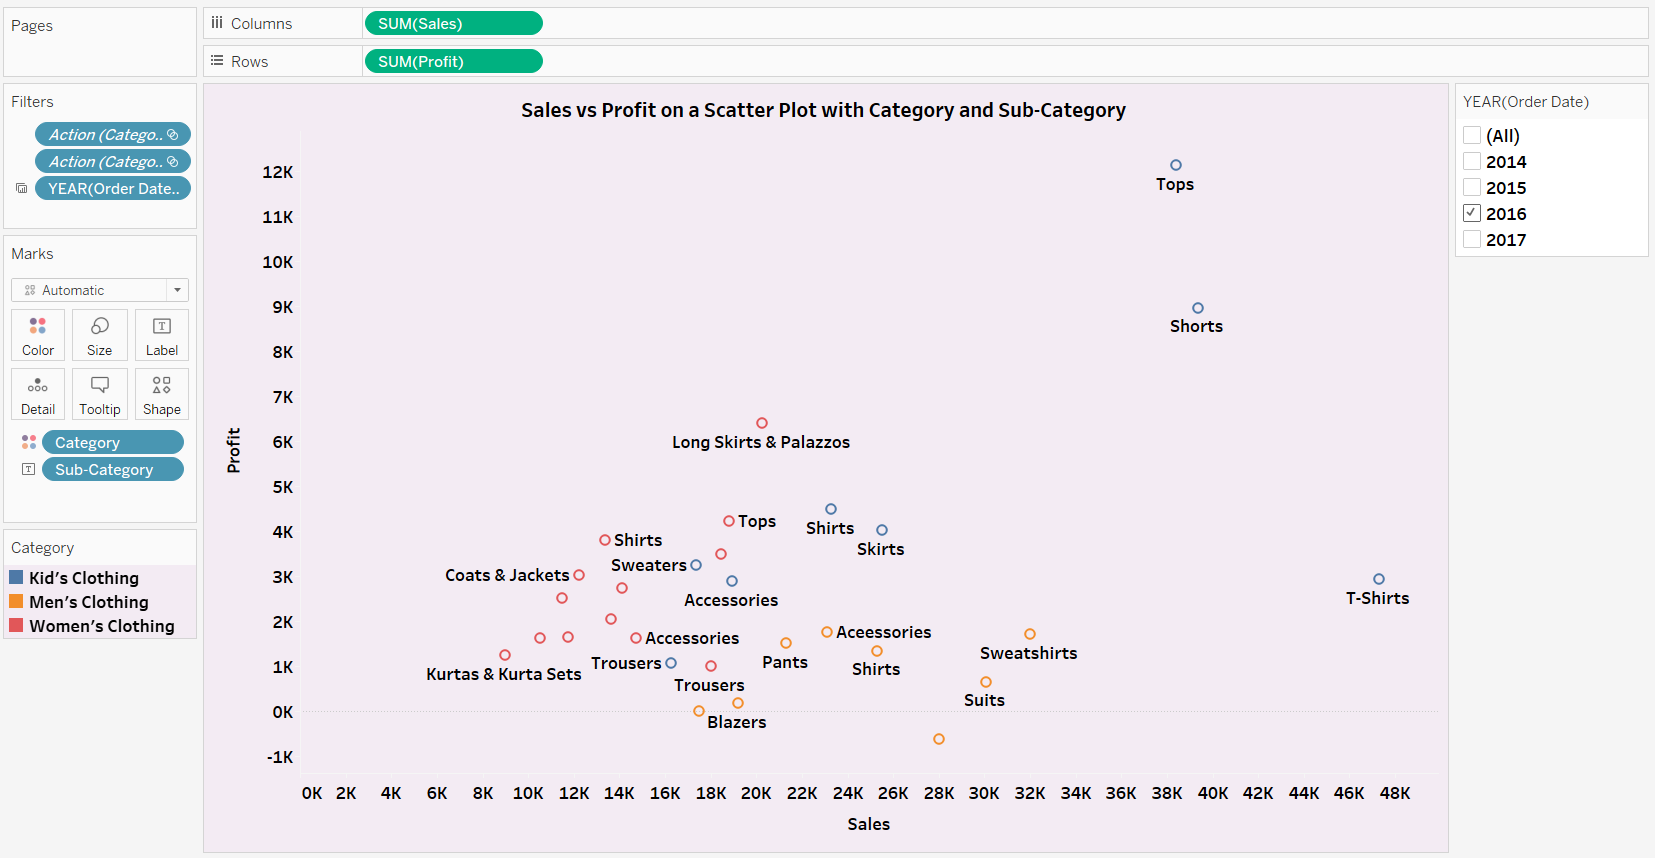 Pages
Columns
SUM(Sales)
Rows
SUM(Profit)
Filters
Action (Catego..
Action (Catego..
YEAR(Order Date..
Marks
Automatic
Color
Size
T
Label
Detail
Tooltip
Shape
Category
T
Sub-Category
Category
Kid's Clothing
Men's Clothing
Women's Clothing
Sales vs Profit on a Scatter Plot with Category and Sub-Category
Profit
12K
11K
10K
9K
8K
7K
6K
5K
4K
3K
2K
1K
0K
-1K
Tops
Shorts
Long Skirts & Palazzos
Tops
Shirts
Skirts
Shirts
Sweaters
Coats & Jackets
Accessories
T-Shirts
Accessories
Aceessories
Sweatshirts
Kurtas & Kurta Sets
Trousers
Pants
Shirts
Trousers
Suits
Blazers
0K 2K 4K 6K 8K 10K 12K 14K 16K 18K 20K 22K 24K 26K 28K 30K 32K 34K 36K 38K 40K 42K 44K 46K 48K
Sales
YEAR(Order Date)
(All)
2014
2015
2016
2017